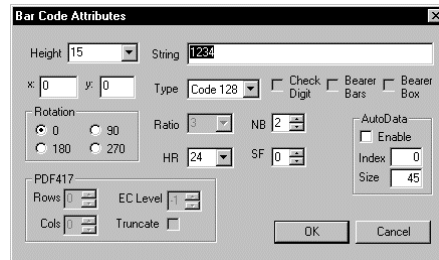 Bar Code Attributes
Height 15 String 1234
x: 0 y: 0 Type Code 128 Check Digit Bearer Bars Bearer Box
Rotation
0 90
180 270
Ratio 3 NB 2
HR 24 SF 0
AutoData
Enable
Index 0
Size 45
PDF417
Rows 0 EC Level -1
Cols 0 Truncate
OK Cancel